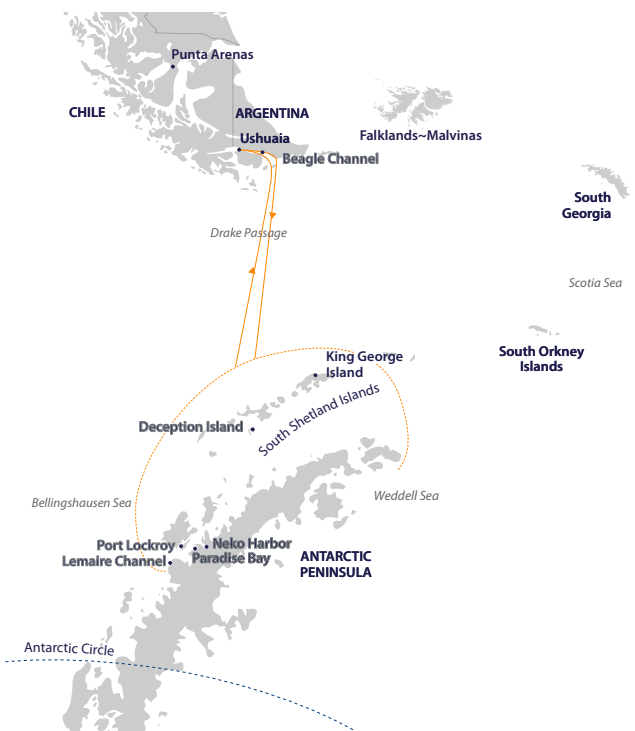 Punta Arenas
CHILE
ARGENTINA
Ushuaia
Beagle Channel
Falklands~Malvinas
South
Georgia
Drake Passage
Scotia Sea
King George
Island
South Orkney
Islands
South Shetland Islands
Deception Island
Bellingshausen Sea
Weddell Sea
Port Lockroy
Neko Harbor
Lemaire Channel
Paradise Bay
ANTARCTIC
PENINSULA
Antarctic Circle